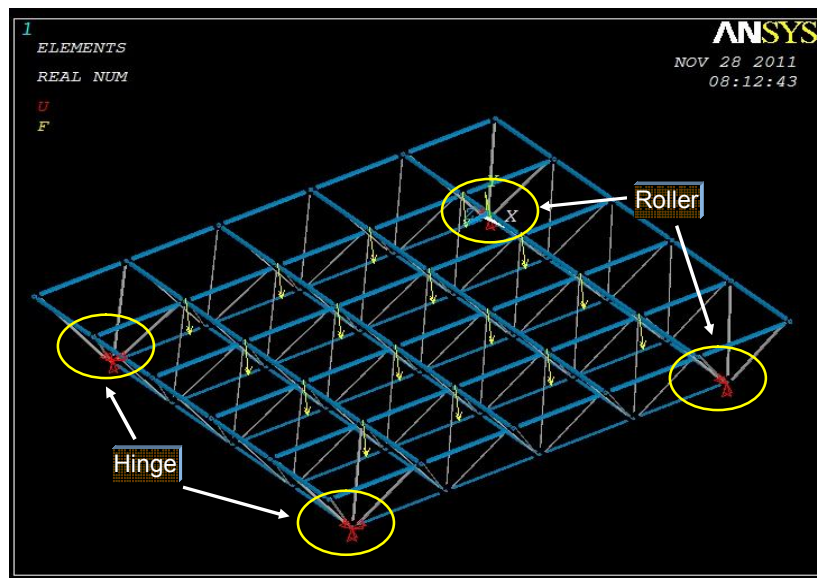 1
ANSYS
ELEMENTS
REAL NUM
NOV 28 2011
08:12:43
U
F
Roller
Y
X
Hinge